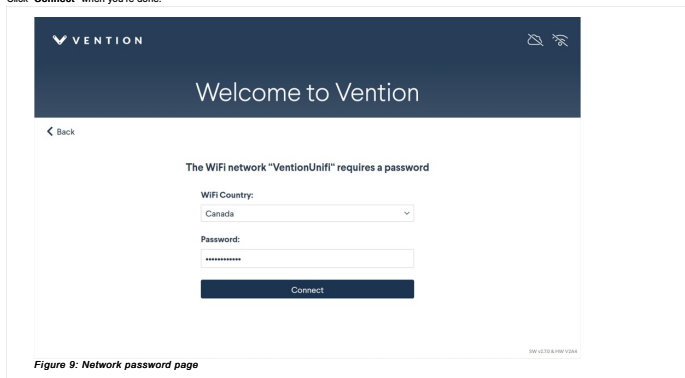 Click "Connect" when you're done.
VENTION
Welcome to Vention
Back
The WiFi network "VentionUnifi" requires a password
WiFi Country:
Canada
Password:
••••••••••••
Connect
SW v2.7.0 & HW V3A4
Figure 9: Network password page